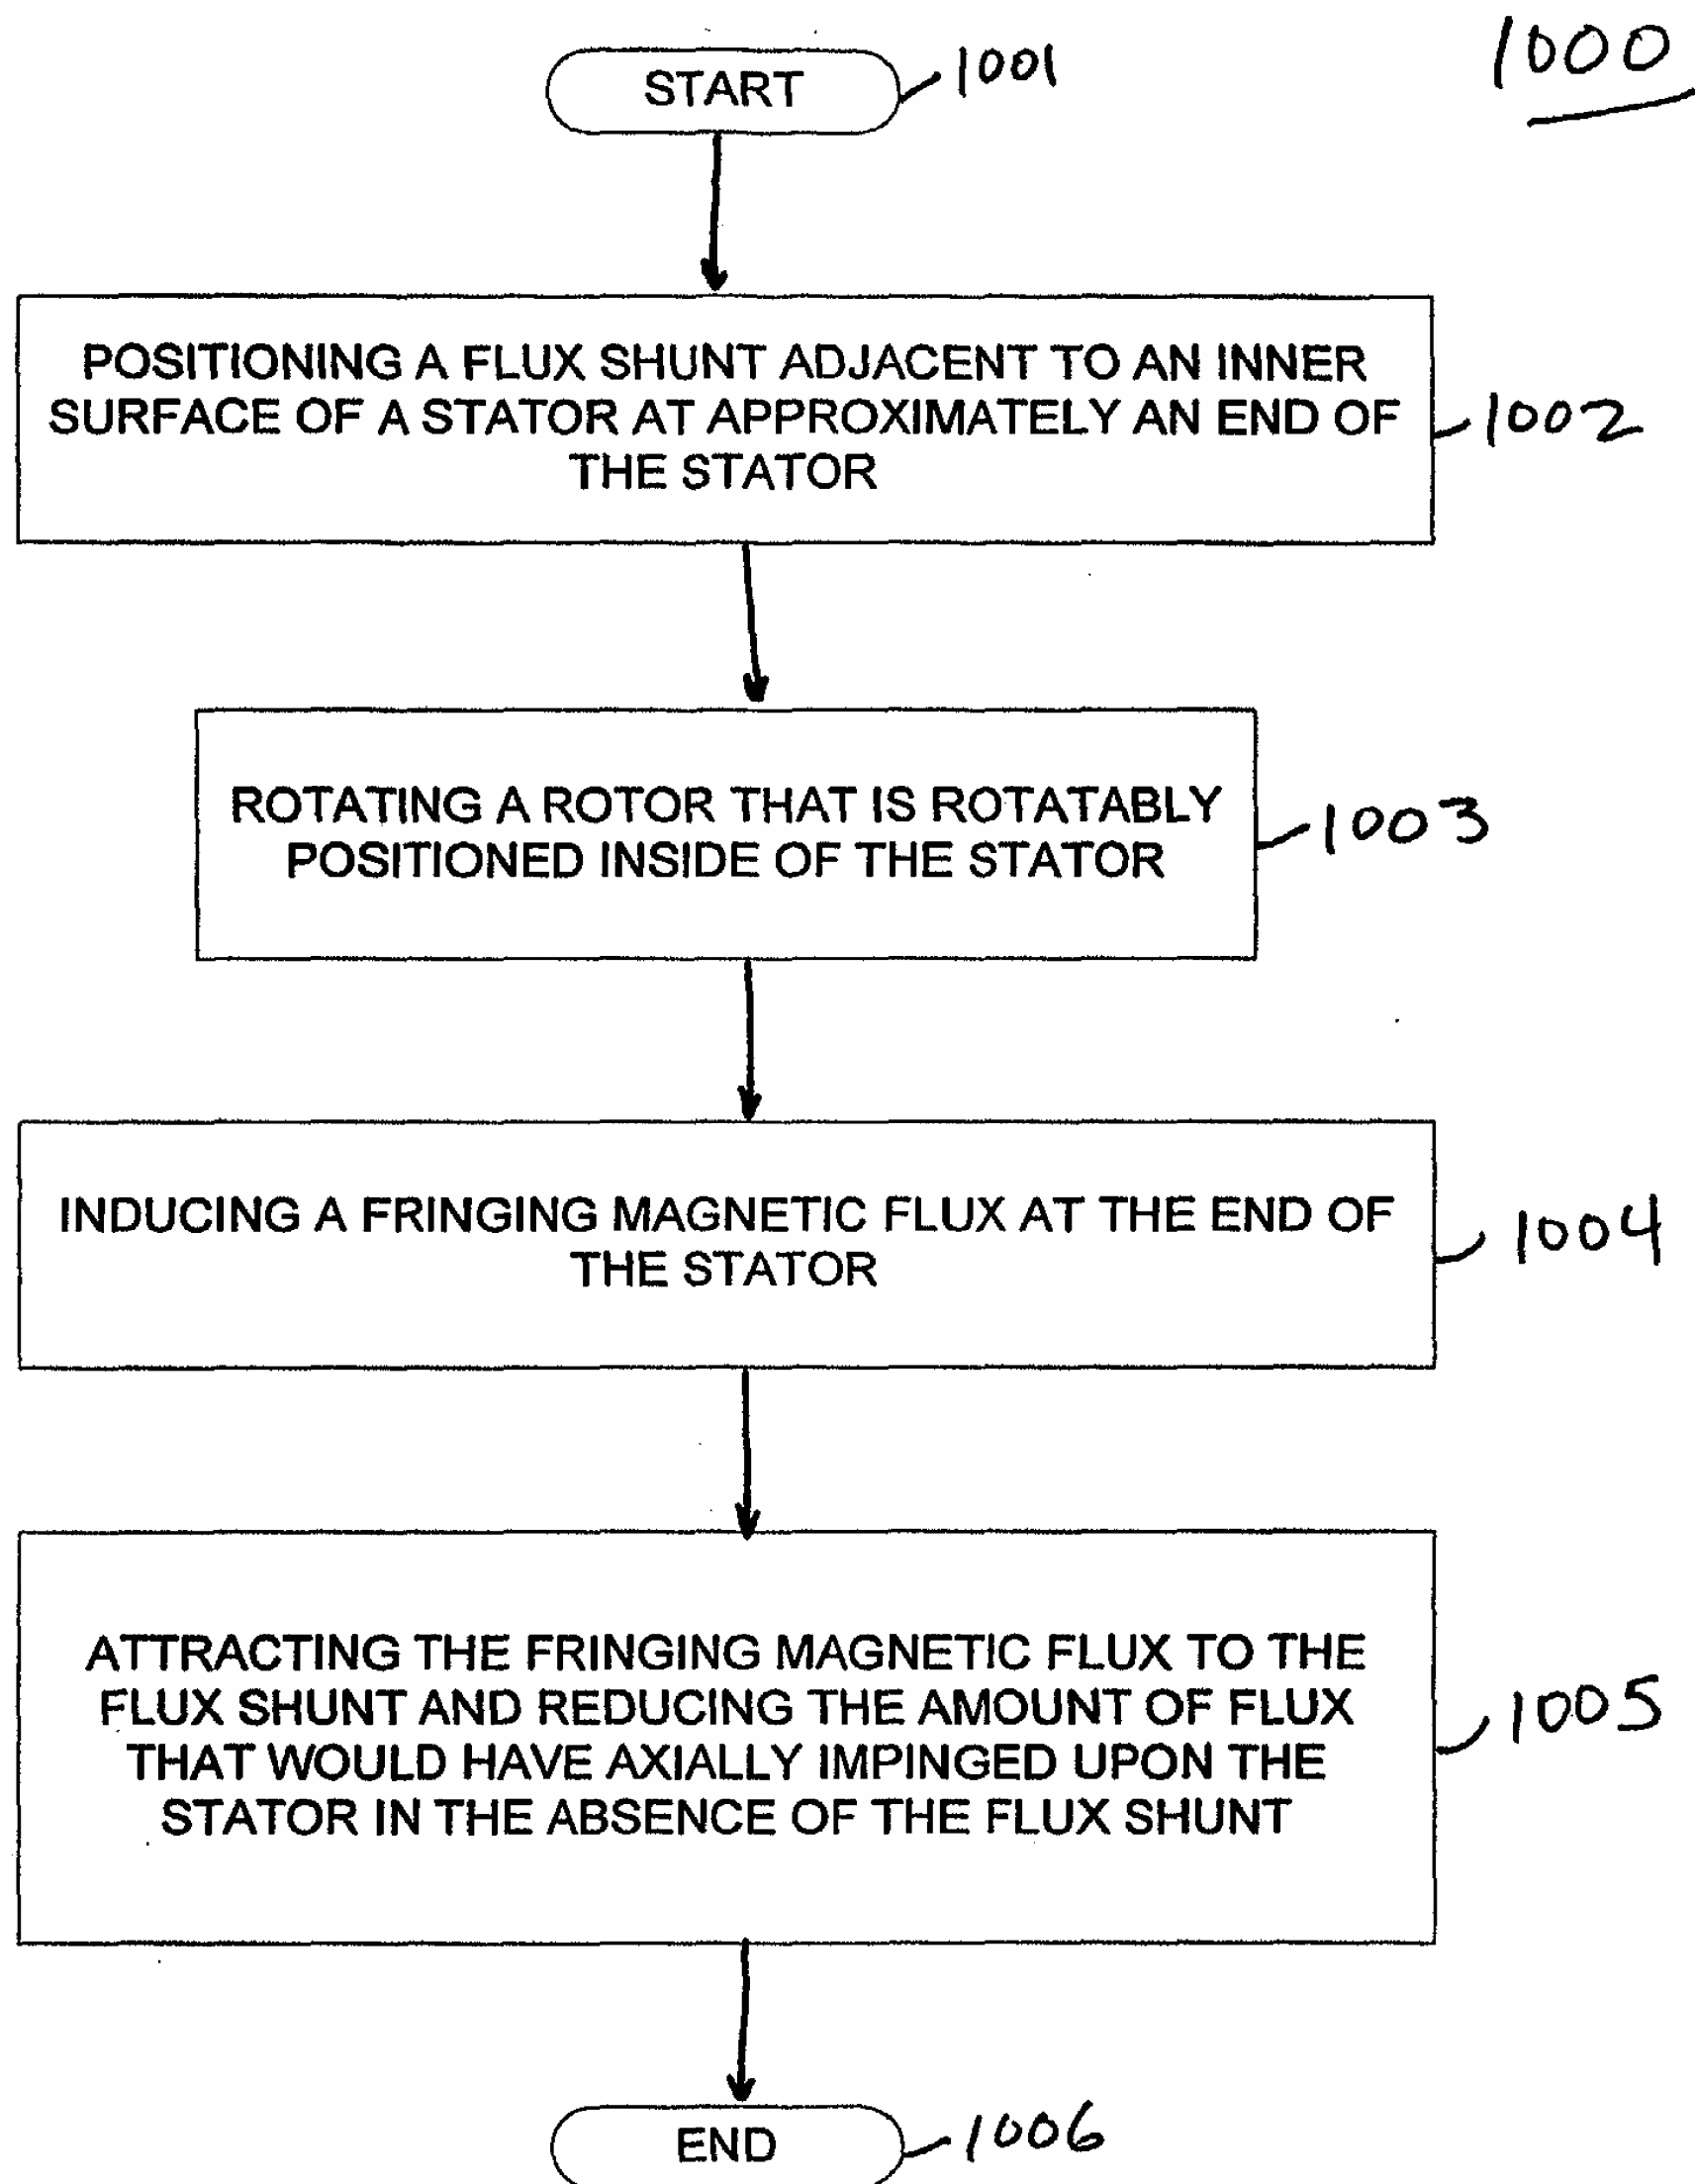 1000
START
1001
POSITIONING A FLUX SHUNT ADJACENT TO AN INNER
SURFACE OF A STATOR AT APPROXIMATELY AN END OF
THE STATOR
1002
ROTATING A ROTOR THAT IS ROTATABLY
POSITIONED INSIDE OF THE STATOR
1003
INDUCING A FRINGING MAGNETIC FLUX AT THE END OF
THE STATOR
1004
ATTRACTING THE FRINGING MAGNETIC FLUX TO THE
FLUX SHUNT AND REDUCING THE AMOUNT OF FLUX
THAT WOULD HAVE AXIALLY IMPINGED UPON THE
STATOR IN THE ABSENCE OF THE FLUX SHUNT
1005
END
1006